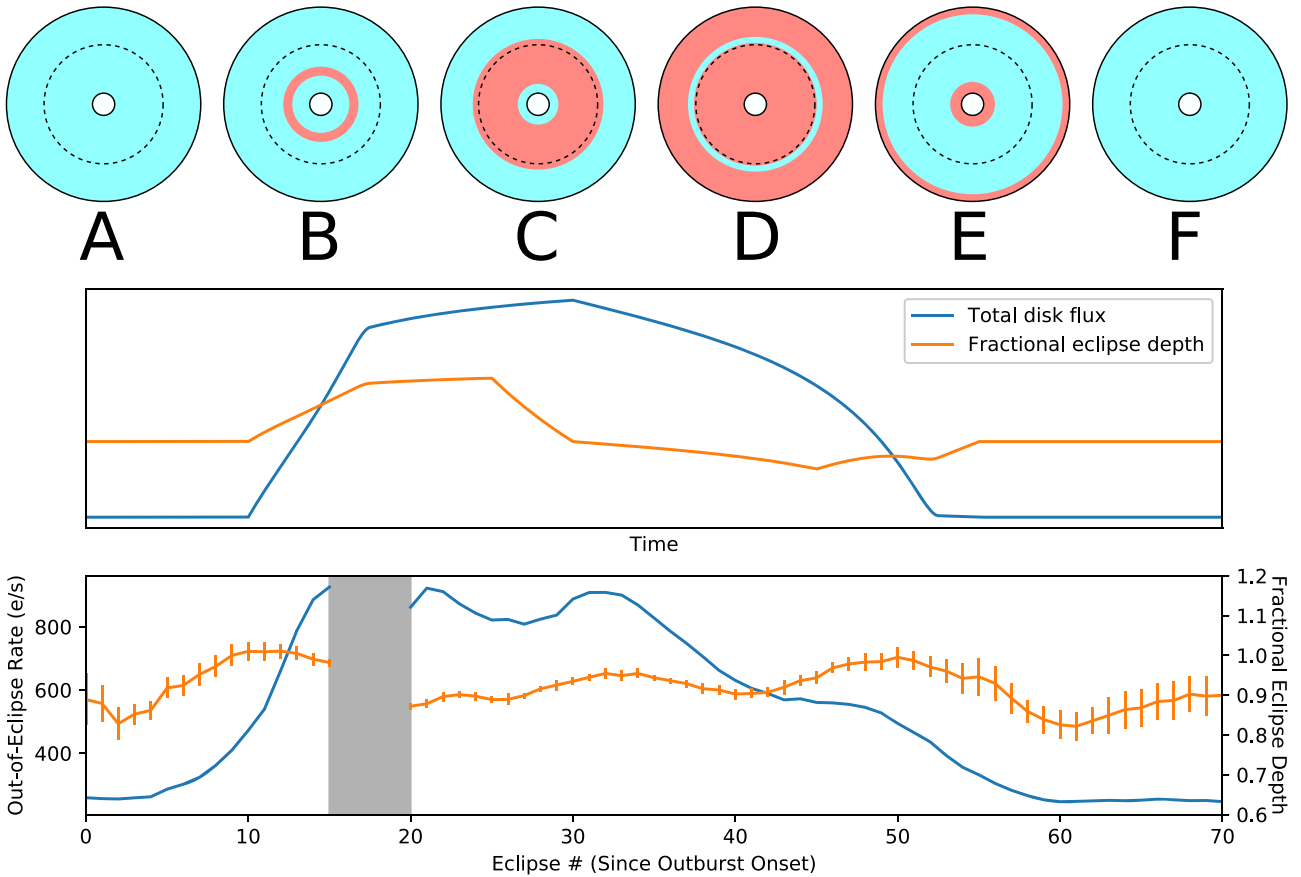 A B C D E F
Total disk flux
Fractional eclipse depth
Time
Out-of-Eclipse Rate (e/s)
800
600
400
1.2
1.1
1.0
0.9
0.8
0.7
0.6
Fractional Eclipse Depth
0 10 20 30 40 50 60 70
Eclipse # (Since Outburst Onset)